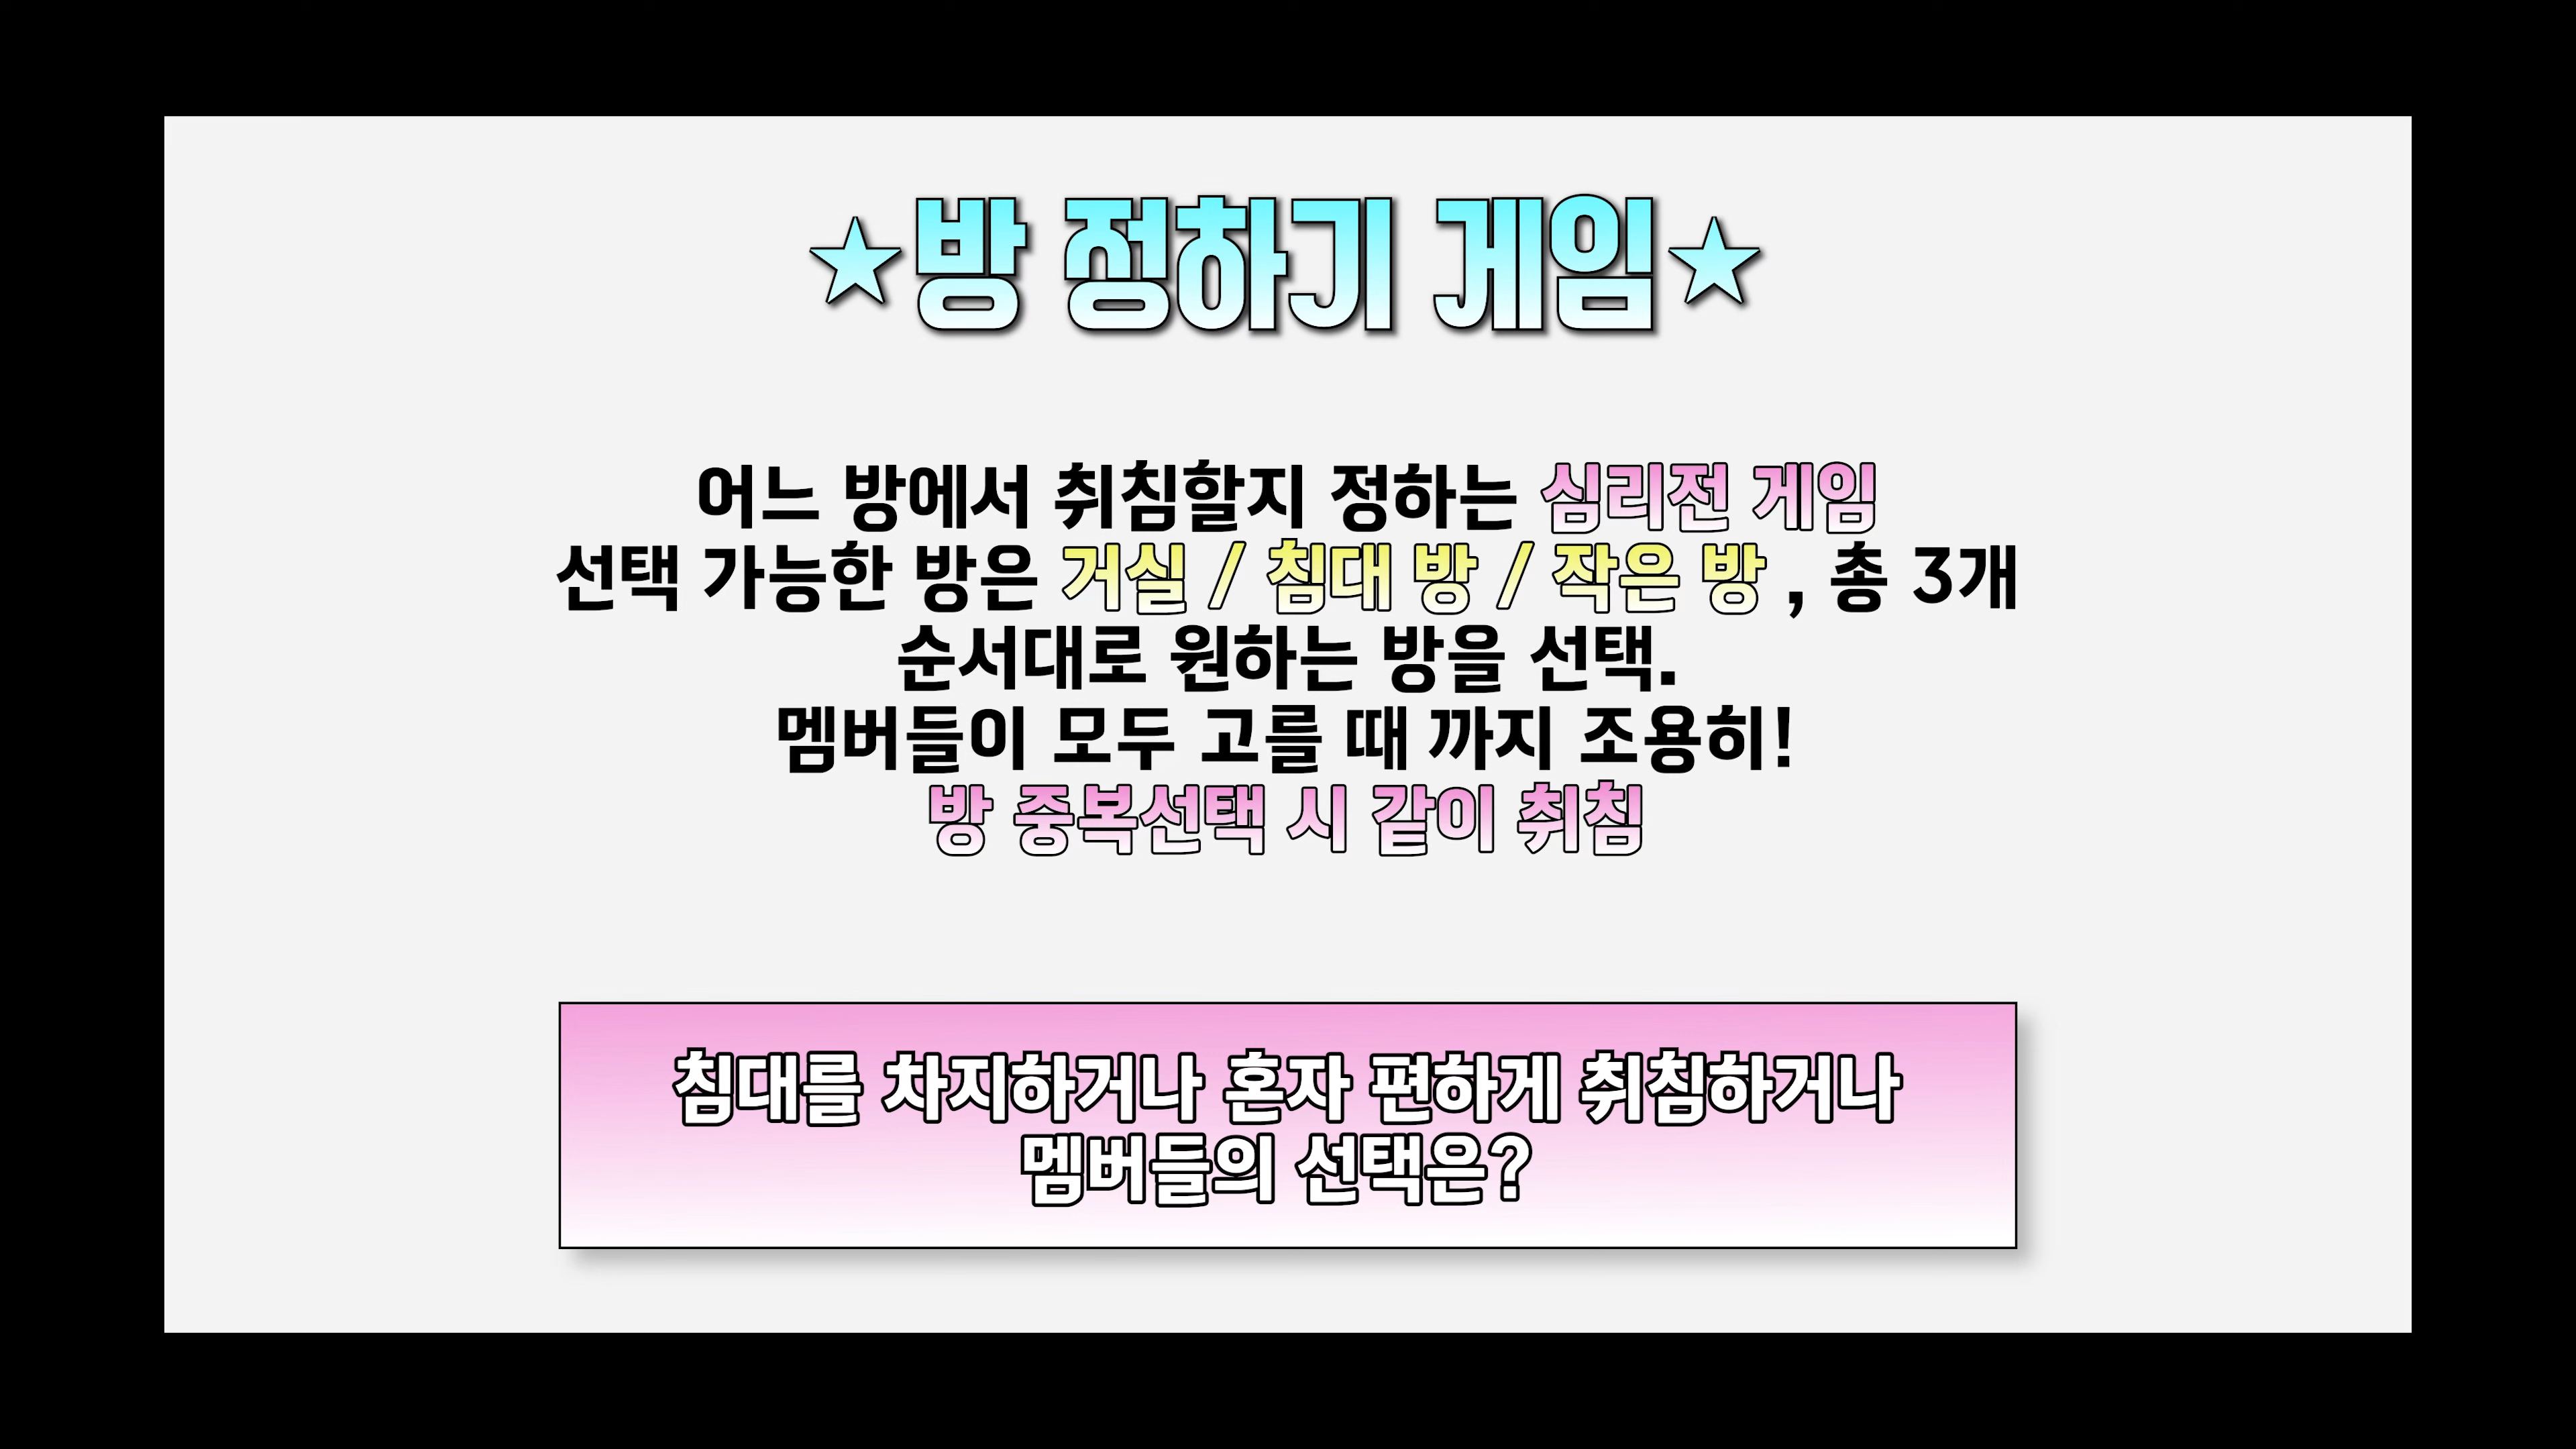 ★방 정하기 게임★
어느 방에서 취침할지 정하는 심리전 게임
선택 가능한 방은 거실 / 침대 방 / 작은 방 , 총 3개
순서대로 원하는 방을 선택.
멤버들이 모두 고를 때 까지 조용히!
방 중복선택 시 같이 취침
침대를 차지하거나 혼자 편하게 취침하거나
멤버들의 선택은?